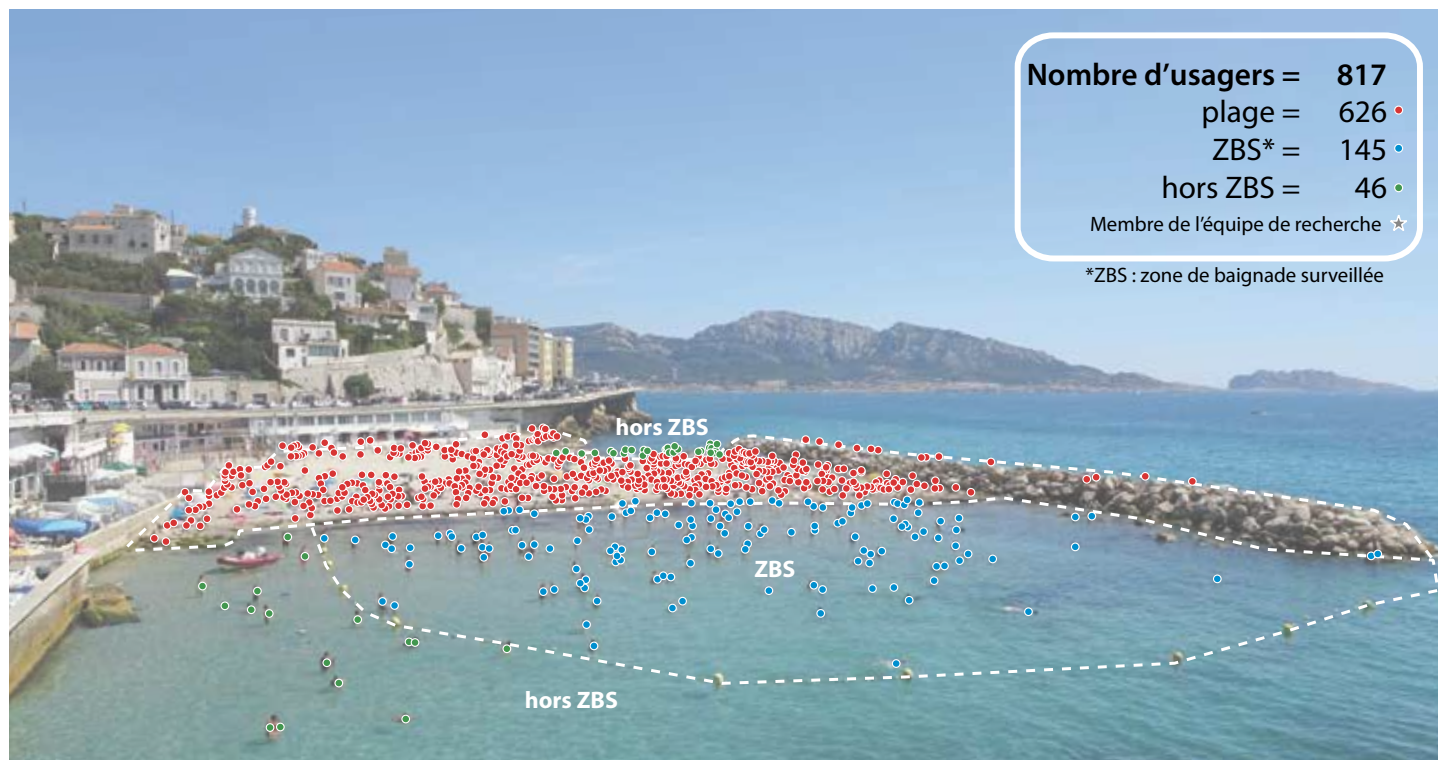 Nombre d'usagers = 817
plage = 626
ZBS* = 145
hors ZBS = 46
Membre de l'équipe de recherche
*ZBS : zone de baignade surveillée
hors ZBS
ZBS
hors ZBS